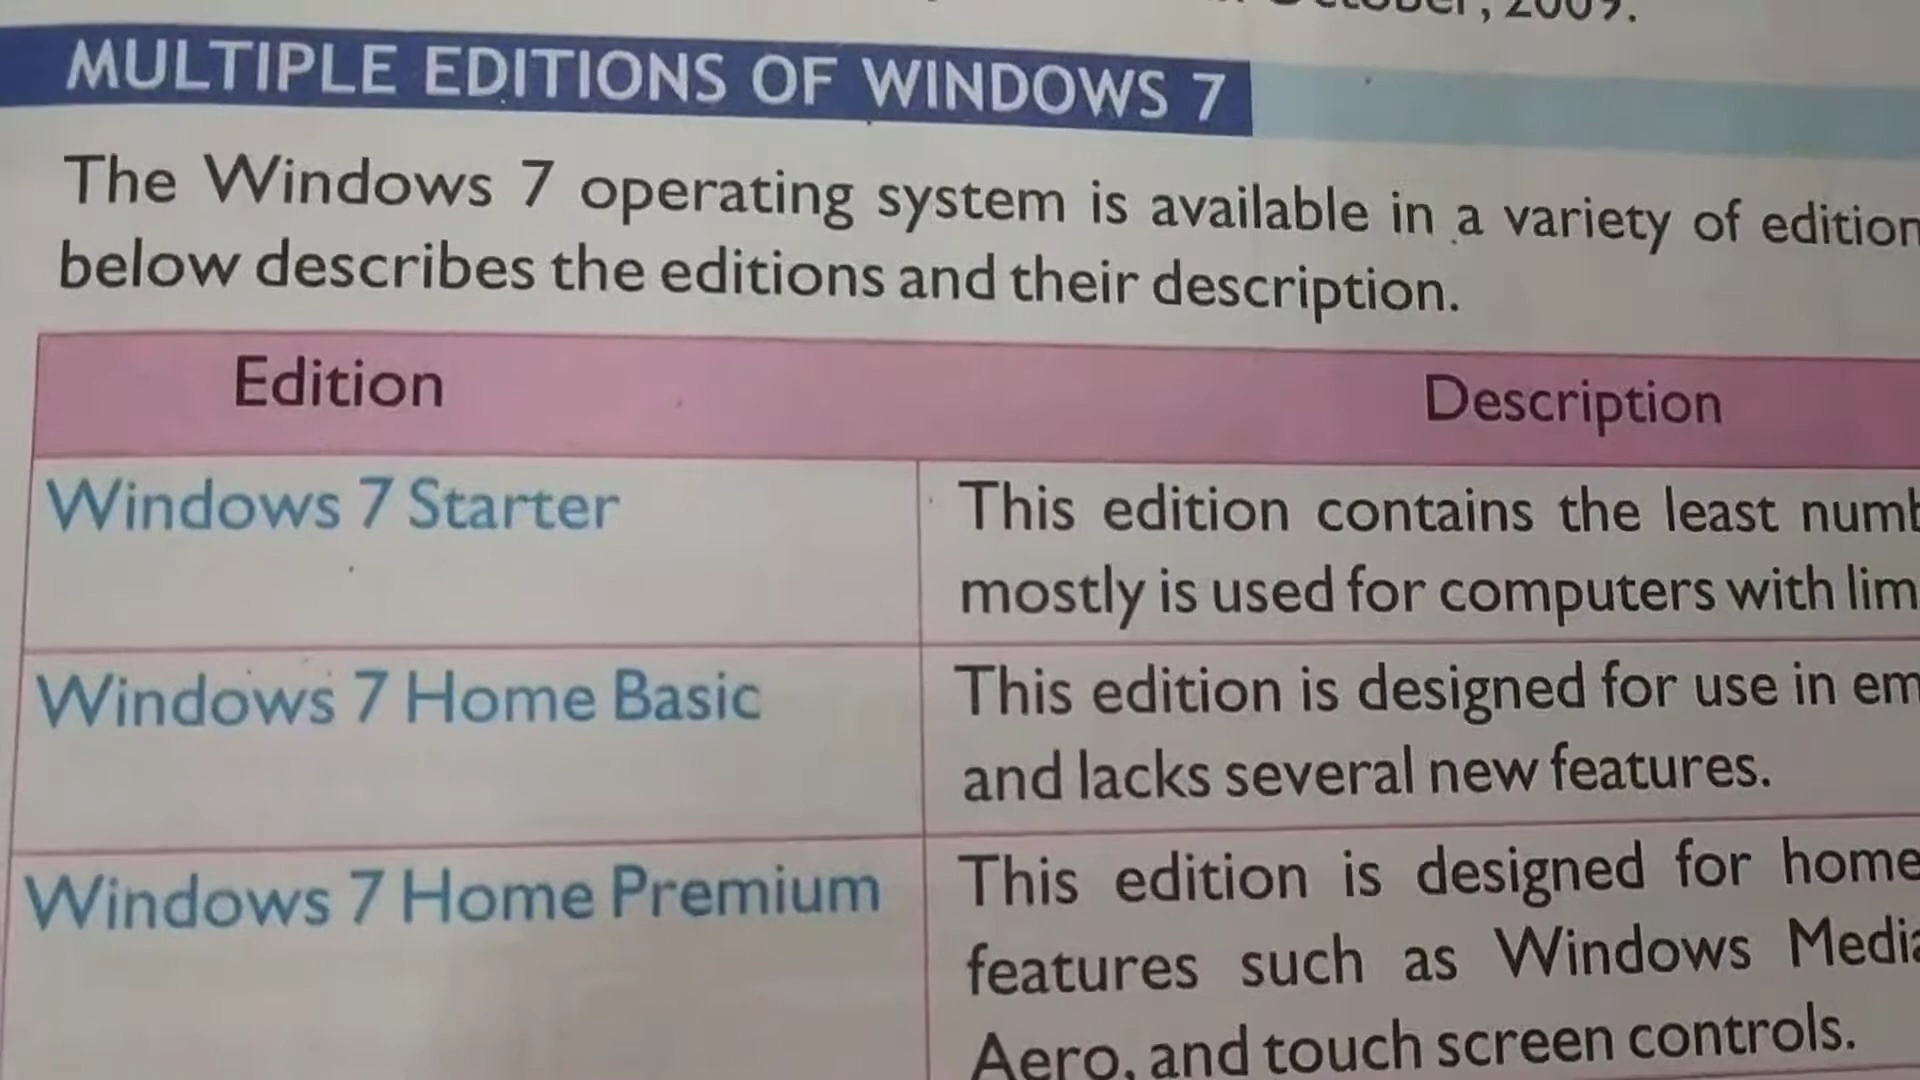 2009.
MULTIPLE EDITIONS OF WINDOWS 7
The Windows 7 operating system is available in a variety of edition
below describes the editions and their description.
Edition
Description
Windows 7 Starter
This edition contains the least numb
mostly is used for computers with lim
Windows 7 Home Basic
This edition is designed for use in em
and lacks several new features.
Windows 7 Home Premium
This edition is designed for home
features such as Windows Media
Aero, and touch screen controls.